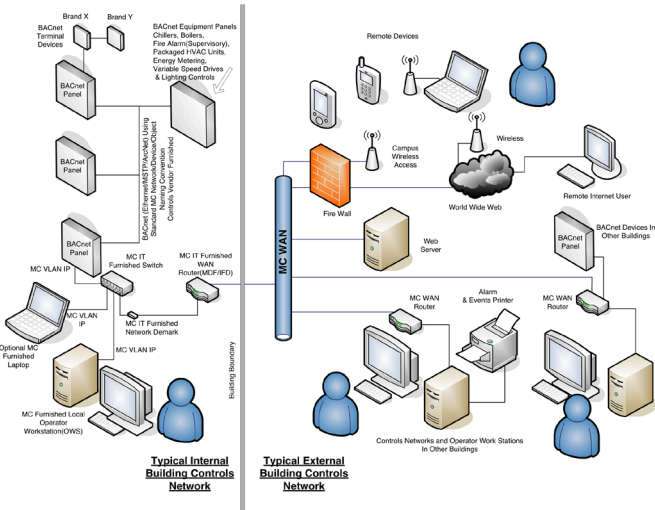 Brand X
Brand Y
BACnet
Terminal
Devices
BACnet Equipment Panels
Chillers, Boilers,
Fire Alarm(Supervisory),
Packaged HVAC Units,
Energy Metering,
Variable Speed Drives
& Lighting Controls
BACnet
Panel
BACnet
Panel
BACnet (Ethernet/MSTP/ArcNet) Using
Standard MC Network/Device/Object
Naming Convention
Controls Vendor Furnished
BACnet
Panel
MC VLAN IP
MC IT
Furnished Switch
MC IT Furnished
WAN
Router(MDF/IFD)
MC VLAN
IP
MC IT Furnished
Network Demark
Optional MC
Furnished
Laptop
MC VLAN IP
MC Furnished Local
Operator
Workstation(OWS)
Building Boundary
Typical Internal
Building Controls
Network
Remote Devices
Campus
Wireless
Access
Wireless
Fire Wall
World Wide Web
Remote Internet User
MC WAN
Web
Server
BACnet
Panel
BACnet Devices In
Other Buildings
MC WAN
Router
Alarm
& Events Printer
MC WAN
Router
Controls Networks and Operator Work Stations
In Other Buildings
Typical External
Building Controls
Network